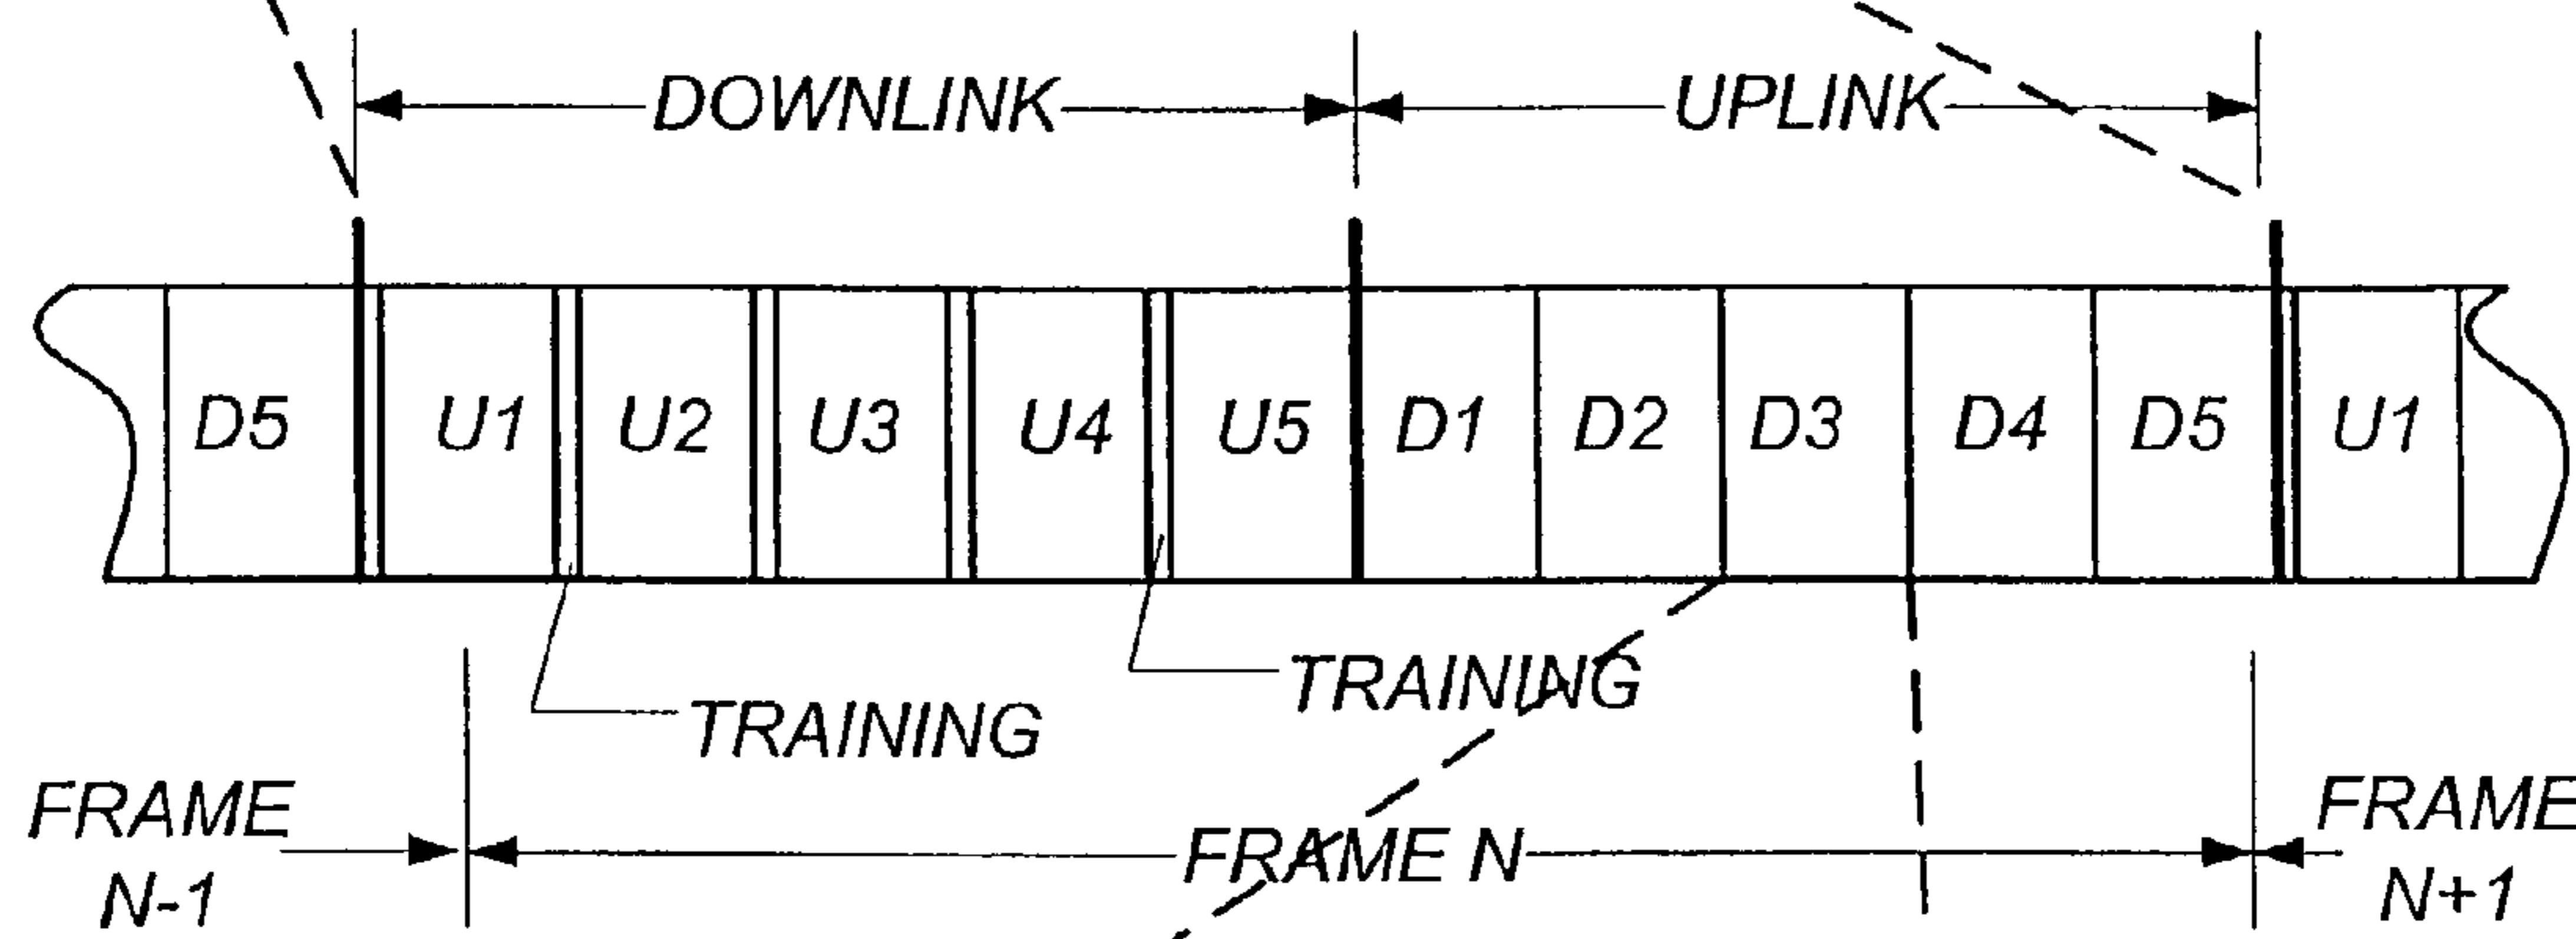 DOWNLINK UPLINK
D5 U1 U2 U3 U4 U5 D1 D2 D3 D4 D5 U1
TRAINING
TRAINING
FRAME
N-1
FRAME N
FRAME
N+1